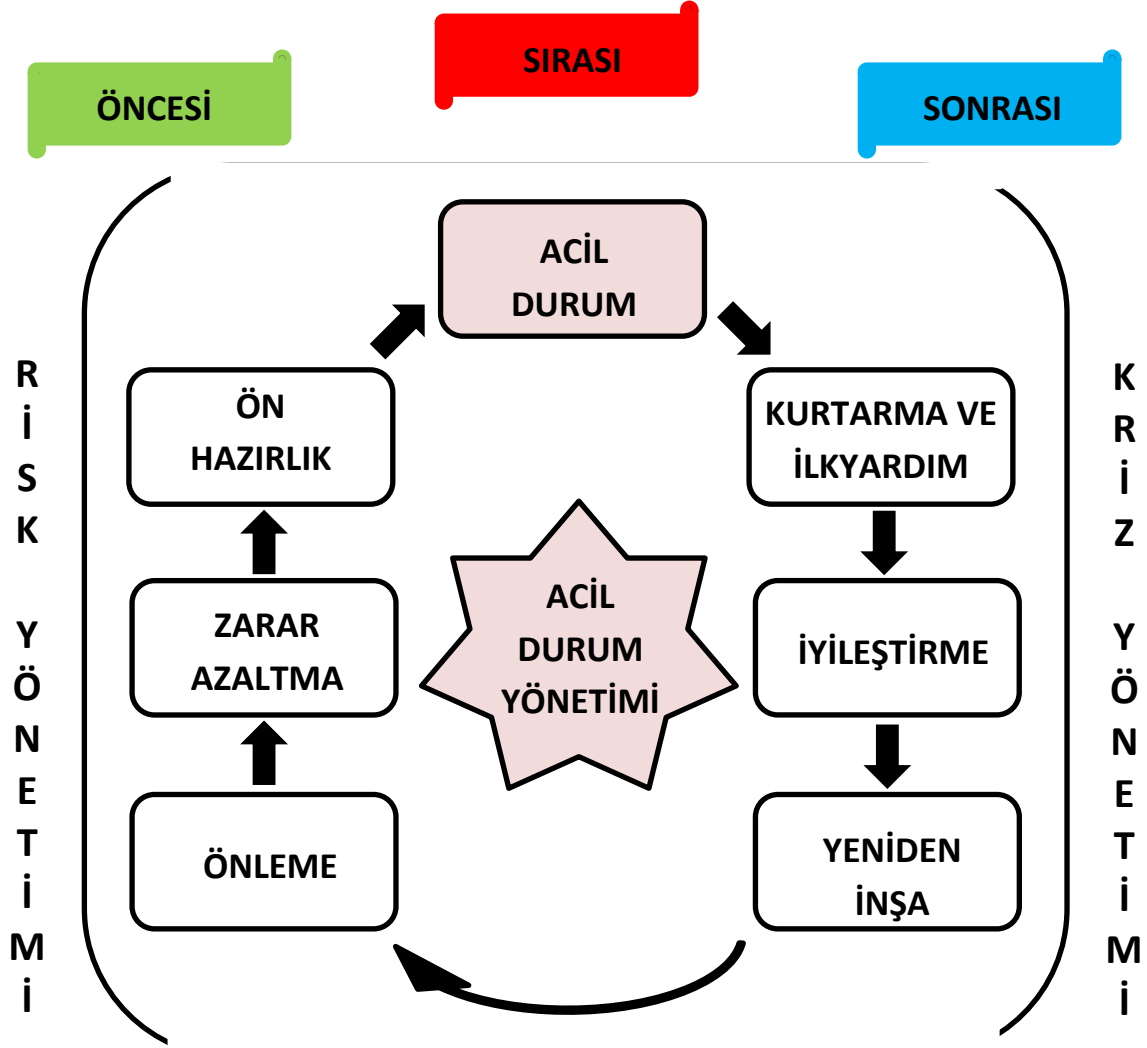 SIRASI
ÖNCESİ
SONRASI
ACİL
DURUM
ÖN
HAZIRLIK
KURTARMA VE
İLKYARDIM
ZARAR
AZALTMA
ACİL
DURUM
YÖNETİMİ
İYİLEŞTİRME
ÖNLEME
YENİDEN
İNŞA
RİSK YÖNETİMİ
KRİZ YÖNETİMİ